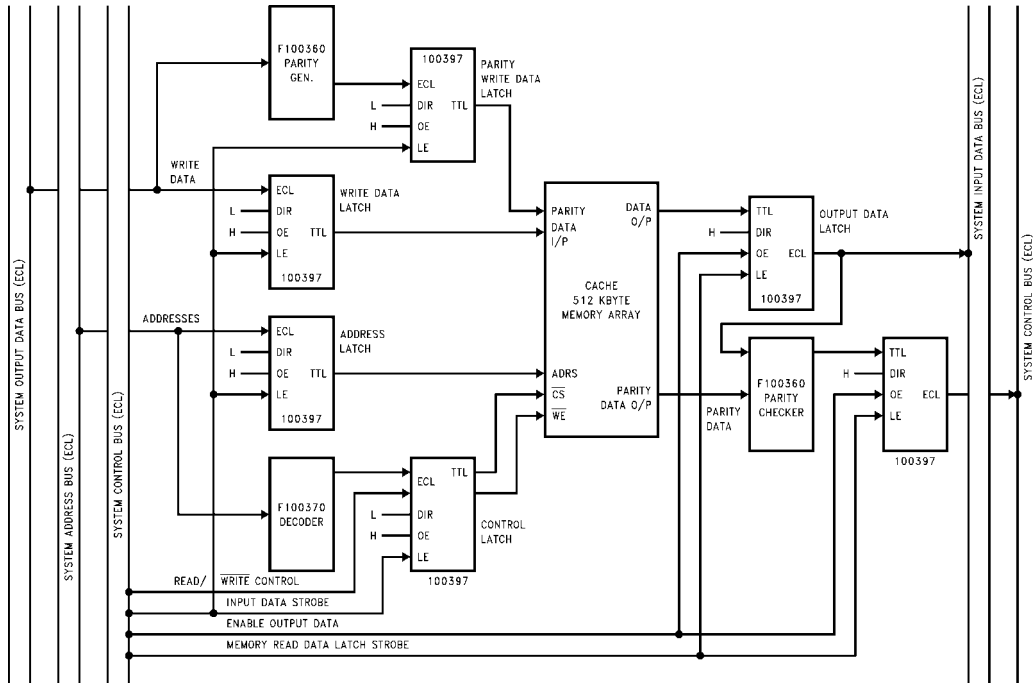 F100360
PARITY
GEN.
100397
ECL
DIR
TTL
OE
LE
L
H
PARITY
WRITE DATA
LATCH
WRITE
DATA
ECL
DIR
OE
TTL
LE
100397
L
H
WRITE DATA
LATCH
ADDRESSES
ECL
DIR
OE
TTL
LE
100397
L
H
ADDRESS
LATCH
F100370
DECODER
ECL
TTL
DIR
OE
LE
100397
L
H
CONTROL
LATCH
PARITY
DATA
I/P
DATA
O/P
CACHE
512 KBYTE
MEMORY ARRAY
ADRS
CS
WE
PARITY
DATA O/P
TTL
DIR
OE
ECL
LE
100397
H
OUTPUT DATA
LATCH
F100360
PARITY
CHECKER
PARITY
DATA
TTL
DIR
OE
ECL
LE
100397
H
READ/ WRITE CONTROL
INPUT DATA STROBE
ENABLE OUTPUT DATA
MEMORY READ DATA LATCH STROBE
SYSTEM OUTPUT DATA BUS (ECL)
SYSTEM ADDRESS BUS (ECL)
SYSTEM CONTROL BUS (ECL)
SYSTEM INPUT DATA BUS (ECL)
SYSTEM CONTROL BUS (ECL)